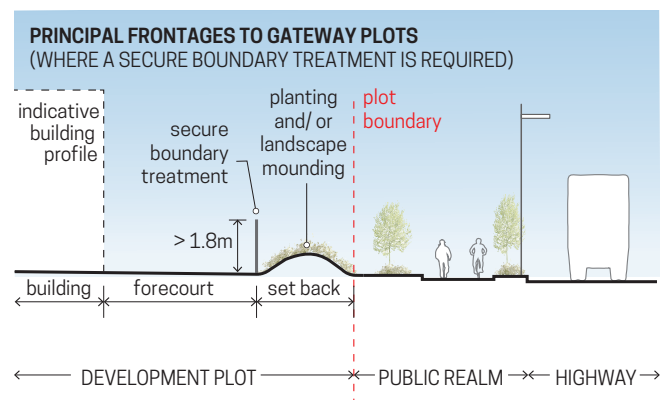 PRINCIPAL FRONTAGES TO GATEWAY PLOTS
(WHERE A SECURE BOUNDARY TREATMENT IS REQUIRED)
indicative
building
profile
secure
boundary
treatment
planting
and/ or
landscape
mounding
plot
boundary
> 1.8m
building
forecourt
set back
DEVELOPMENT PLOT
PUBLIC REALM
HIGHWAY